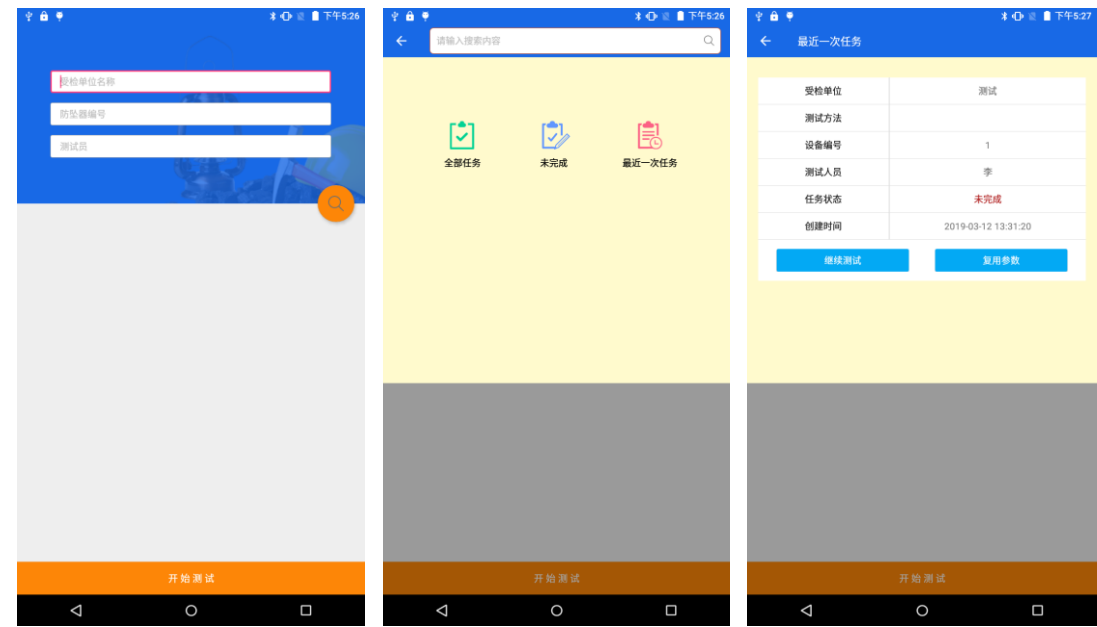 下午5:26
受检单位名称
防坠器编号
测试员
开始测试
下午5:26
请输入搜索内容
全部任务 未完成 最近一次任务
开始测试
下午5:27
最近一次任务
受检单位 测试
测试方法
设备编号 1
测试人员 李
任务状态 未完成
创建时间 2019-03-12 13:31:20
继续测试 复用参数
开始测试